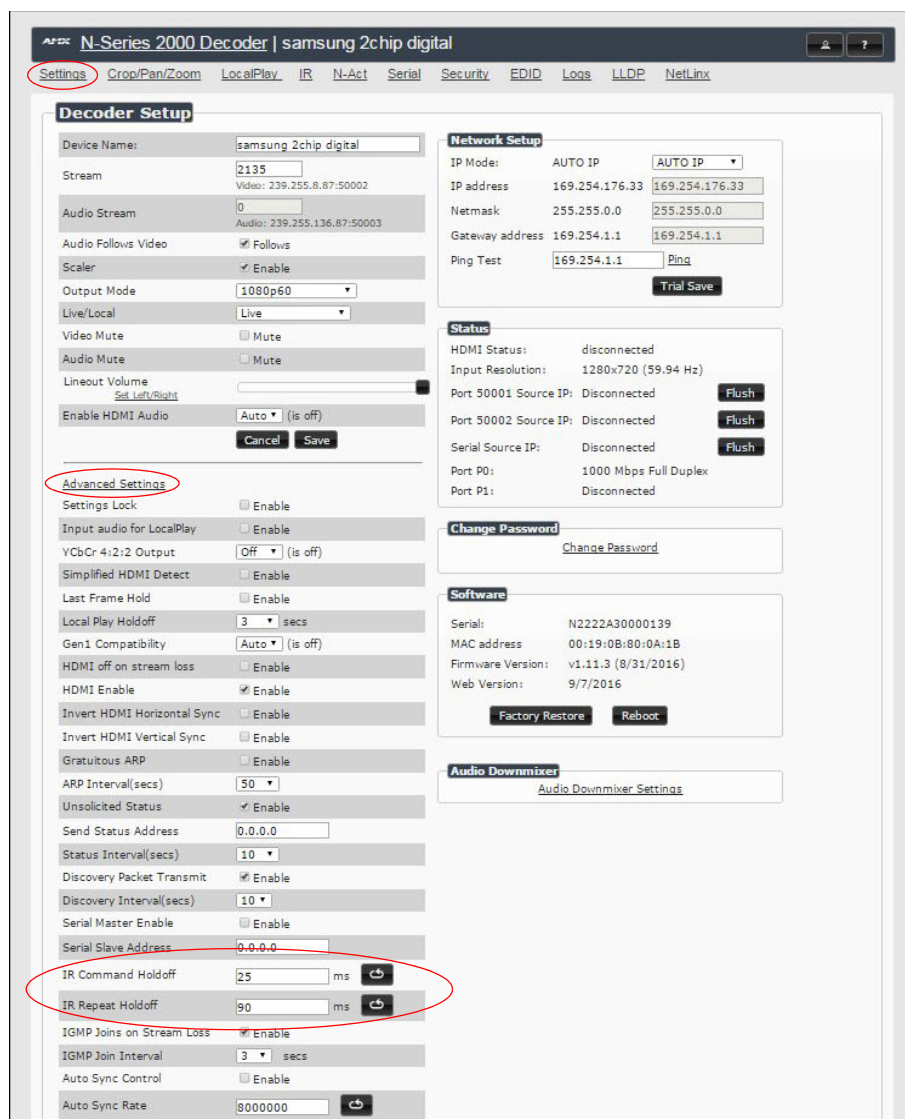 AMX N-Series 2000 Decoder | samsung 2chip digital
?
Settings Crop/Pan/Zoom LocalPlay IR N-Act Serial Security EDID Logs LLDP NetLinx
Decoder Setup
Device Name: samsung 2chip digital
Stream 2135
Video: 239.255.8.87:50002
Audio Stream 0
Audio: 239.255.136.87:50003
Audio Follows Video Follows
Scaler Enable
Output Mode 1080p60
Live/Local Live
Video Mute Mute
Audio Mute Mute
Lineout Volume
Set Left/Right
Enable HDMI Audio Auto (is off)
Cancel Save
Advanced Settings
Settings Lock Enable
Input audio for LocalPlay Enable
YCbCr 4:2:2 Output Off (is off)
Simplified HDMI Detect Enable
Last Frame Hold Enable
Local Play Holdoff 3 secs
Gen1 Compatibility Auto (is off)
HDMI off on stream loss Enable
HDMI Enable Enable
Invert HDMI Horizontal Sync Enable
Invert HDMI Vertical Sync Enable
Gratuitous ARP Enable
ARP Interval(secs) 50
Unsolicited Status Enable
Send Status Address 0.0.0.0
Status Interval(secs) 10
Discovery Packet Transmit Enable
Discovery Interval(secs) 10
Serial Master Enable Enable
Serial Slave Address 0.0.0.0
IR Command Holdoff 25 ms
IR Repeat Holdoff 90 ms
IGMP Joins on Stream Loss Enable
IGMP Join Interval 3 secs
Auto Sync Control Enable
Auto Sync Rate 8000000
Network Setup
IP Mode: AUTO IP AUTO IP
IP address 169.254.176.33 169.254.176.33
Netmask 255.255.0.0 255.255.0.0
Gateway address 169.254.1.1 169.254.1.1
Ping Test 169.254.1.1 Ping
Trial Save
Status
HDMI Status: disconnected
Input Resolution: 1280x720 (59.94 Hz)
Port 50001 Source IP: Disconnected Flush
Port 50002 Source IP: Disconnected Flush
Serial Source IP: Disconnected Flush
Port P0: 1000 Mbps Full Duplex
Port P1: Disconnected
Change Password
Change Password
Software
Serial: N2222A30000139
MAC address 00:19:0B:80:0A:1B
Firmware Version: v1.11.3 (8/31/2016)
Web Version: 9/7/2016
Factory Restore Reboot
Audio Downmixer
Audio Downmixer Settings